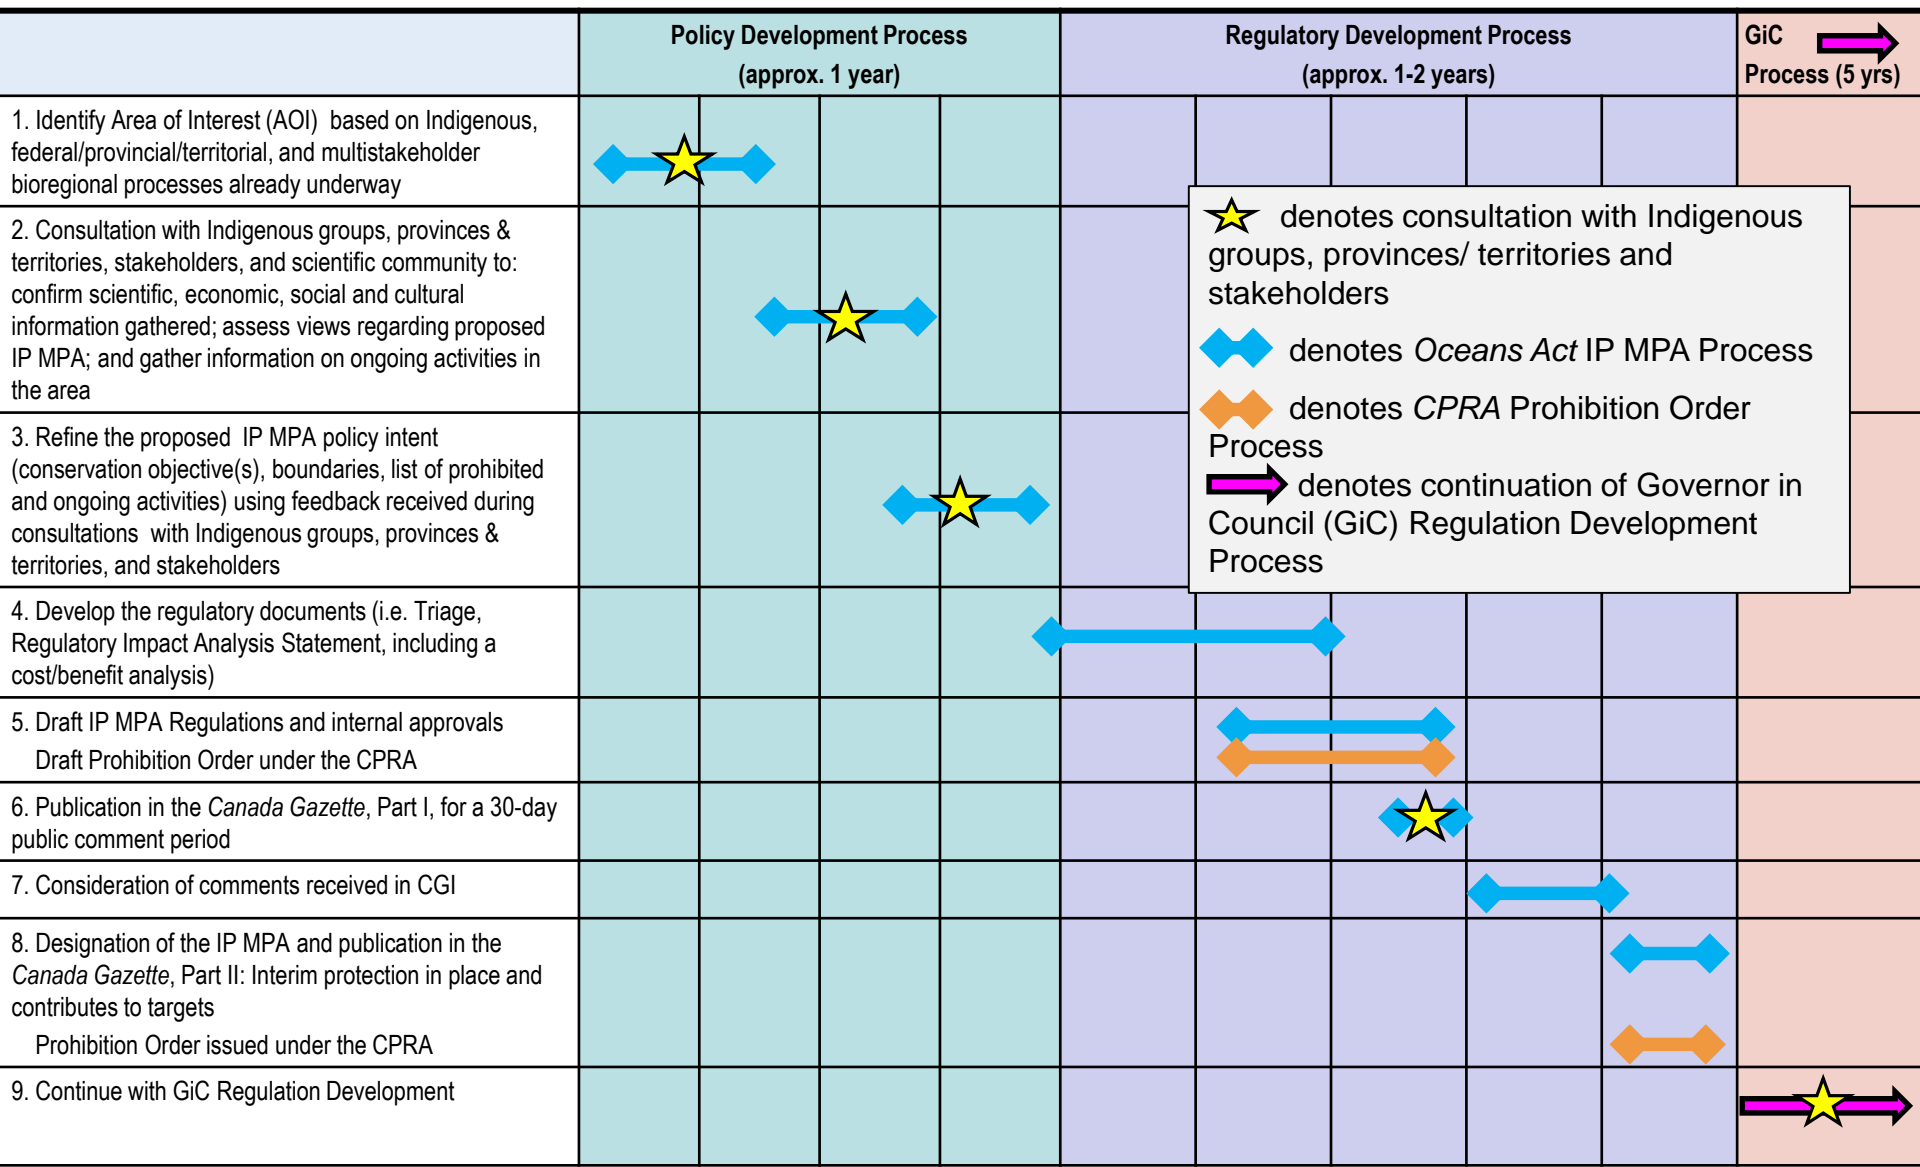 Policy Development Process
(approx. 1 year)
Regulatory Development Process
(approx. 1-2 years)
GiC
Process (5 yrs)
1. Identify Area of Interest (AOI)  based on Indigenous,
federal/provincial/territorial, and multistakeholder
bioregional processes already underway
2. Consultation with Indigenous groups, provinces &
territories, stakeholders, and scientific community to:
confirm scientific, economic, social and cultural
information gathered; assess views regarding proposed
IP MPA; and gather information on ongoing activities in
the area
3. Refine the proposed  IP MPA policy intent
(conservation objective(s), boundaries, list of prohibited
and ongoing activities) using feedback received during
consultations  with Indigenous groups, provinces &
territories, and stakeholders
4. Develop the regulatory documents (i.e. Triage,
Regulatory Impact Analysis Statement, including a
cost/benefit analysis)
5. Draft IP MPA Regulations and internal approvals
Draft Prohibition Order under the CPRA
6. Publication in the Canada Gazette, Part I, for a 30-day
public comment period
7. Consideration of comments received in CGI
8. Designation of the IP MPA and publication in the
Canada Gazette, Part II: Interim protection in place and
contributes to targets
Prohibition Order issued under the CPRA
9. Continue with GiC Regulation Development
denotes consultation with Indigenous
groups, provinces/ territories and
stakeholders
denotes Oceans Act IP MPA Process
denotes CPRA Prohibition Order
Process
denotes continuation of Governor in
Council (GiC) Regulation Development
Process